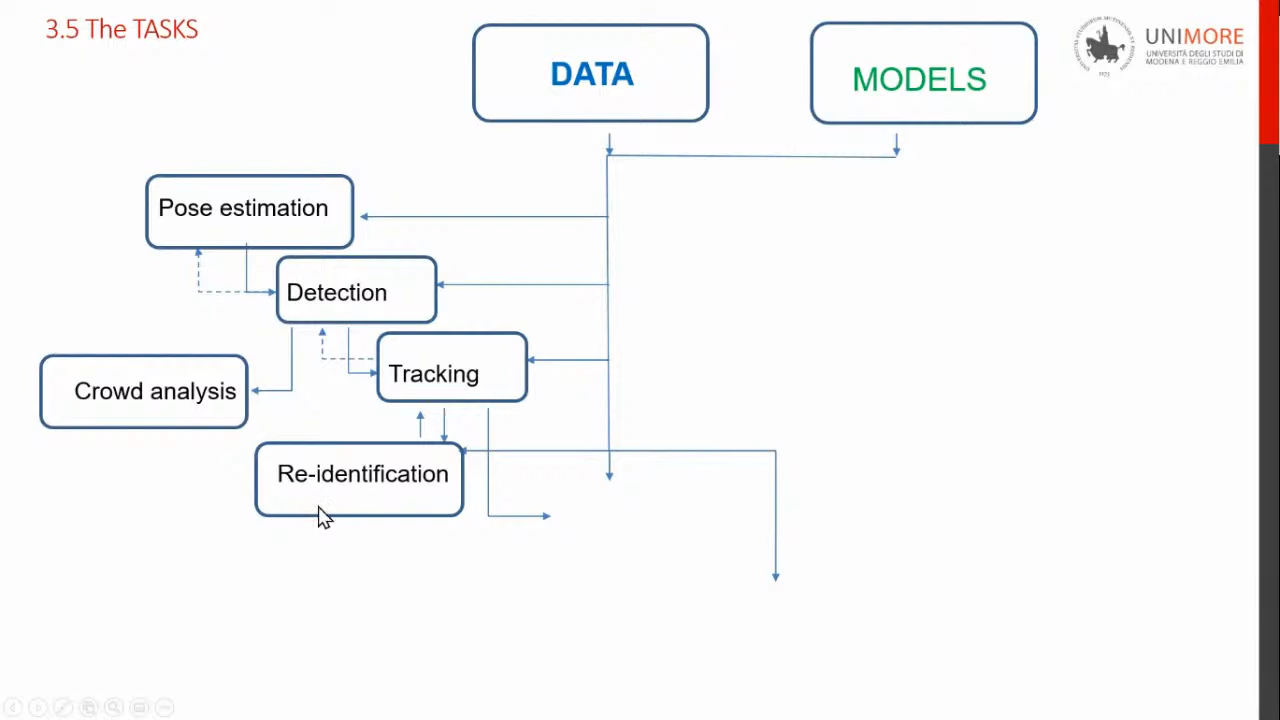 3.5 The TASKS
DATA
MODELS
UNIMORE
UNIVERSITÀ DEGLI STUDI DI
MODENA E REGGIO EMILIA
1175
Pose estimation
Detection
Tracking
Crowd analysis
Re-identification